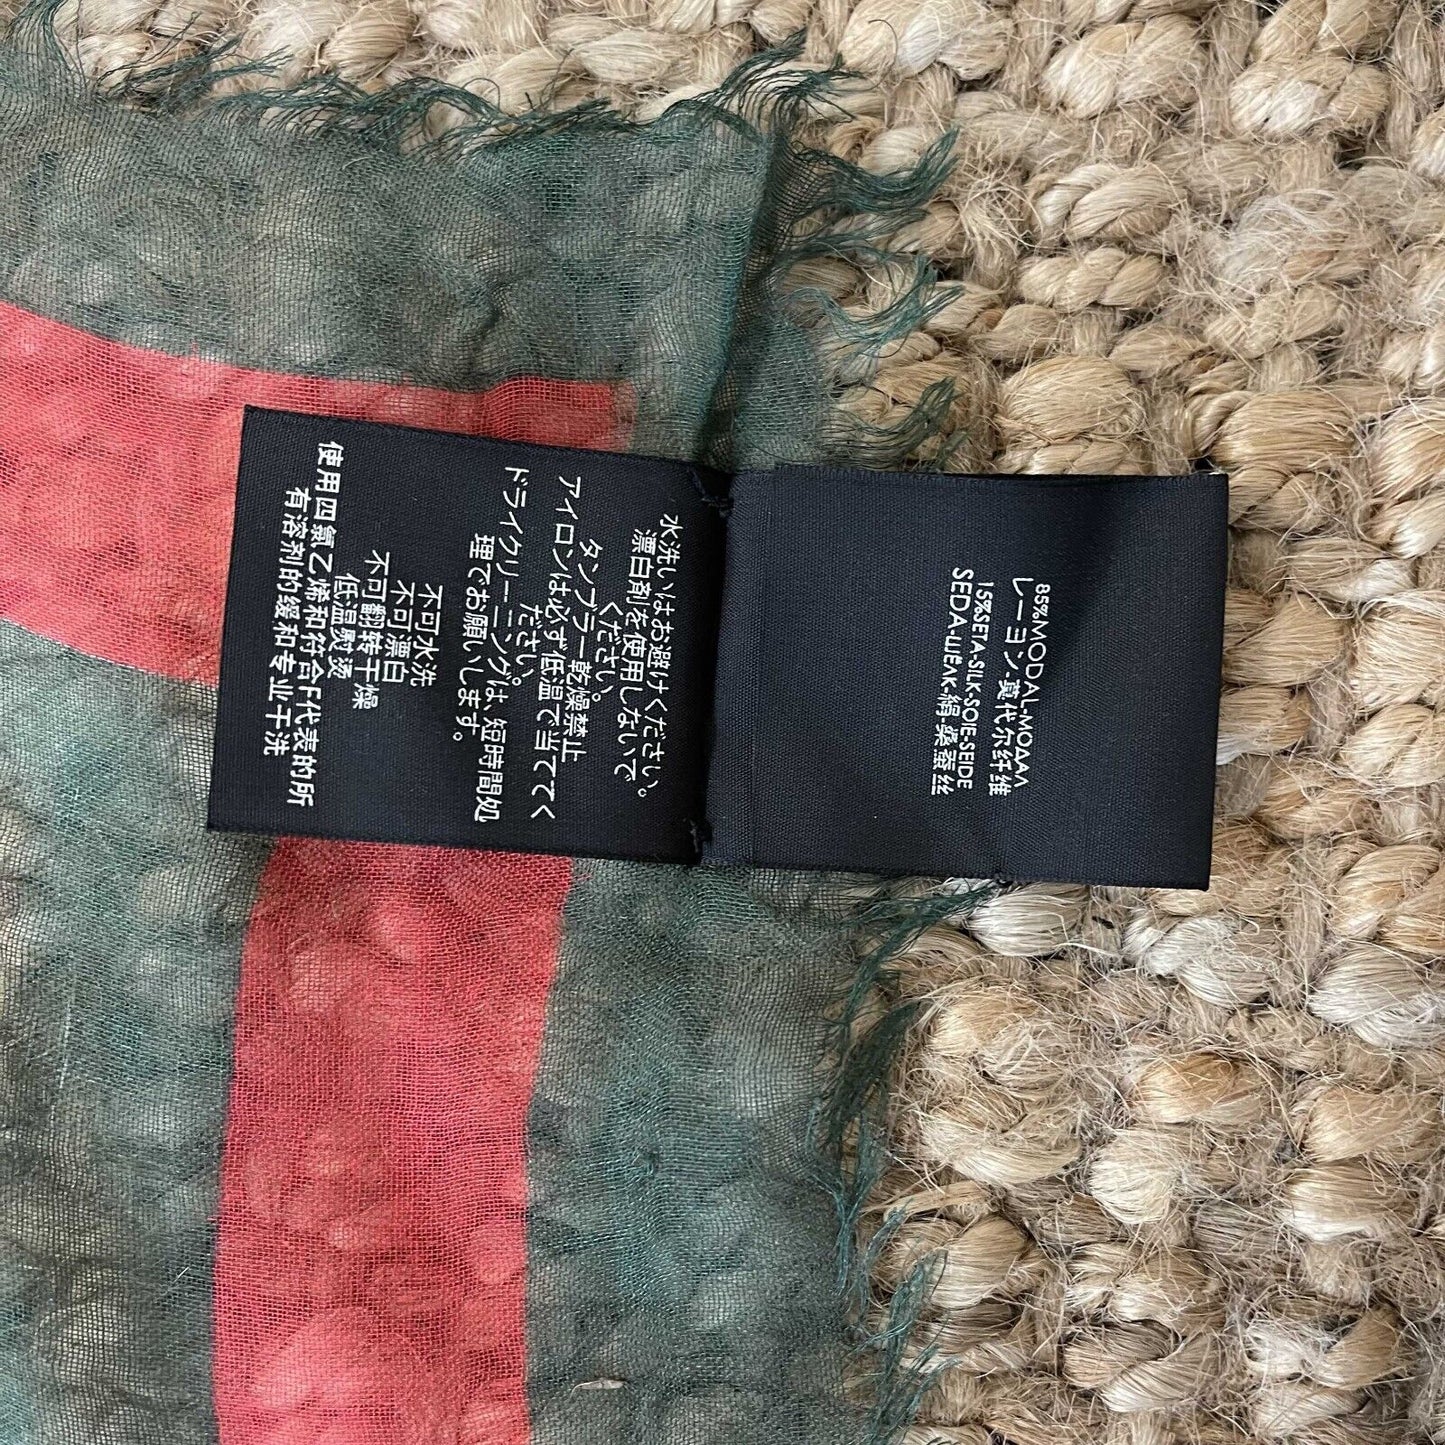 85%MODAL-МОДАЛ
レーヨン-莫代尔纤维
15%SETA-SILK-SOIE-SEIDE
SEDA-ШЁЛК-絹-桑蚕丝
水洗いはお避けください。
漂白剤を使用しないで
ください。
タンブラー乾燥禁止
アイロンは必ず低温で当ててく
ださい。
ドライクリーニングは、短時間処
理でお願いします。
不可水洗
不可漂白
不可翻转干燥
低温熨烫
使用四氯乙烯和符合F代表的所
有溶剂的缓和专业干洗